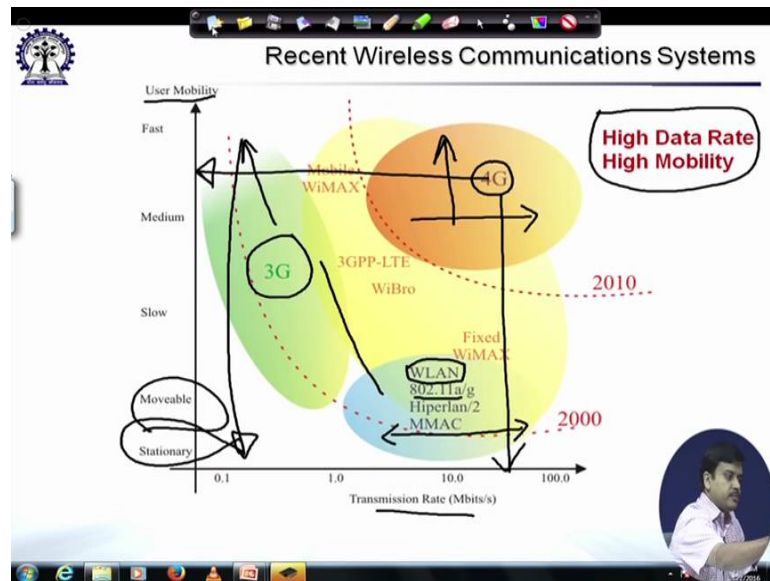 Recent Wireless Communications Systems
User Mobility
Fast
High Data Rate
High Mobility
Mobile
WiMAX
4G
Medium
3G
3GPP-LTE
WiBro
2010
Slow
Fixed
WiMAX
WLAN
802.11a/g
Hiperlan/2
MMAC
Moveable
2000
Stationary
0.1
1.0
10.0
100.0
Transmission Rate (Mbits/s)